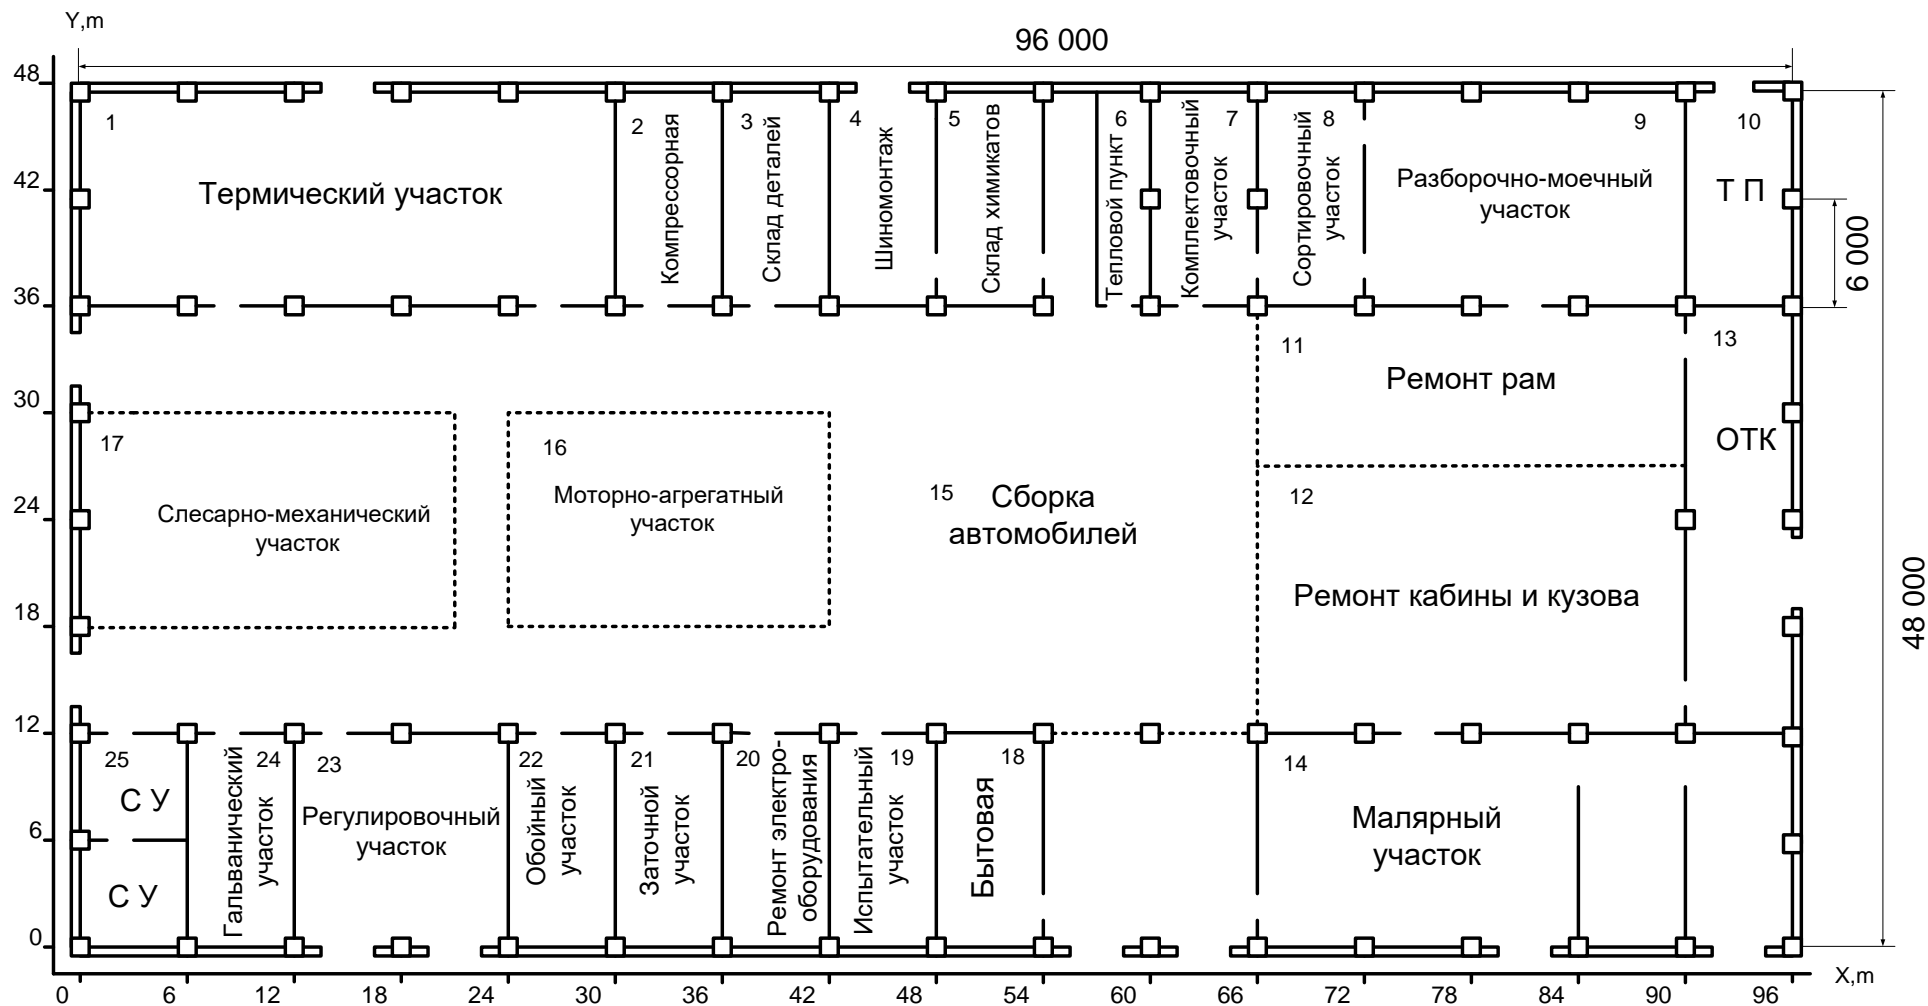 Y,m
96 000
48
1
2
3
4
5
6
7
8
9
10
Термический участок
Компрессорная
Склад деталей
Шиномонтаж
Склад химикатов
Тепловой пункт
Комплектовочный
участок
Сортировочный
участок
Разборочно-моечный
участок
Т П
42
6 000
36
11
13
Ремонт рам
30
17
16
ОТК
Слесарно-механический
участок
Моторно-агрегатный
участок
15
Сборка
автомобилей
12
24
Ремонт кабины и кузова
48 000
18
12
25
24
23
22
21
20
19
18
14
С У
Гальванический
участок
Регулировочный
участок
Обойный
участок
Заточной
участок
Ремонт электро-
оборудования
Испытательный
участок
Бытовая
Малярный
участок
6
С У
0
X,m
0
6
12
18
24
30
36
42
48
54
60
66
72
78
84
90
96